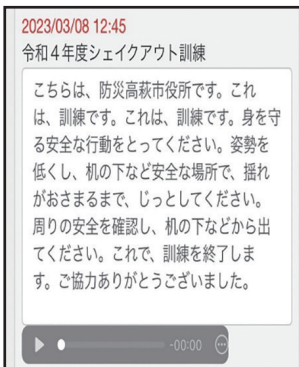 2023/03/08 12:45
令和４年度シェイクアウト訓練
こちらは、防災高萩市役所です。これ
は、訓練です。これは、訓練です。身を守
る安全な行動をとってください。姿勢を
低くし、机の下など安全な場所で、揺れ
がおさまるまで、じっとしてください。
周りの安全を確認し、机の下などから出
てください。これで、訓練を終了しま
す。ご協力ありがとうございました。
-00:00